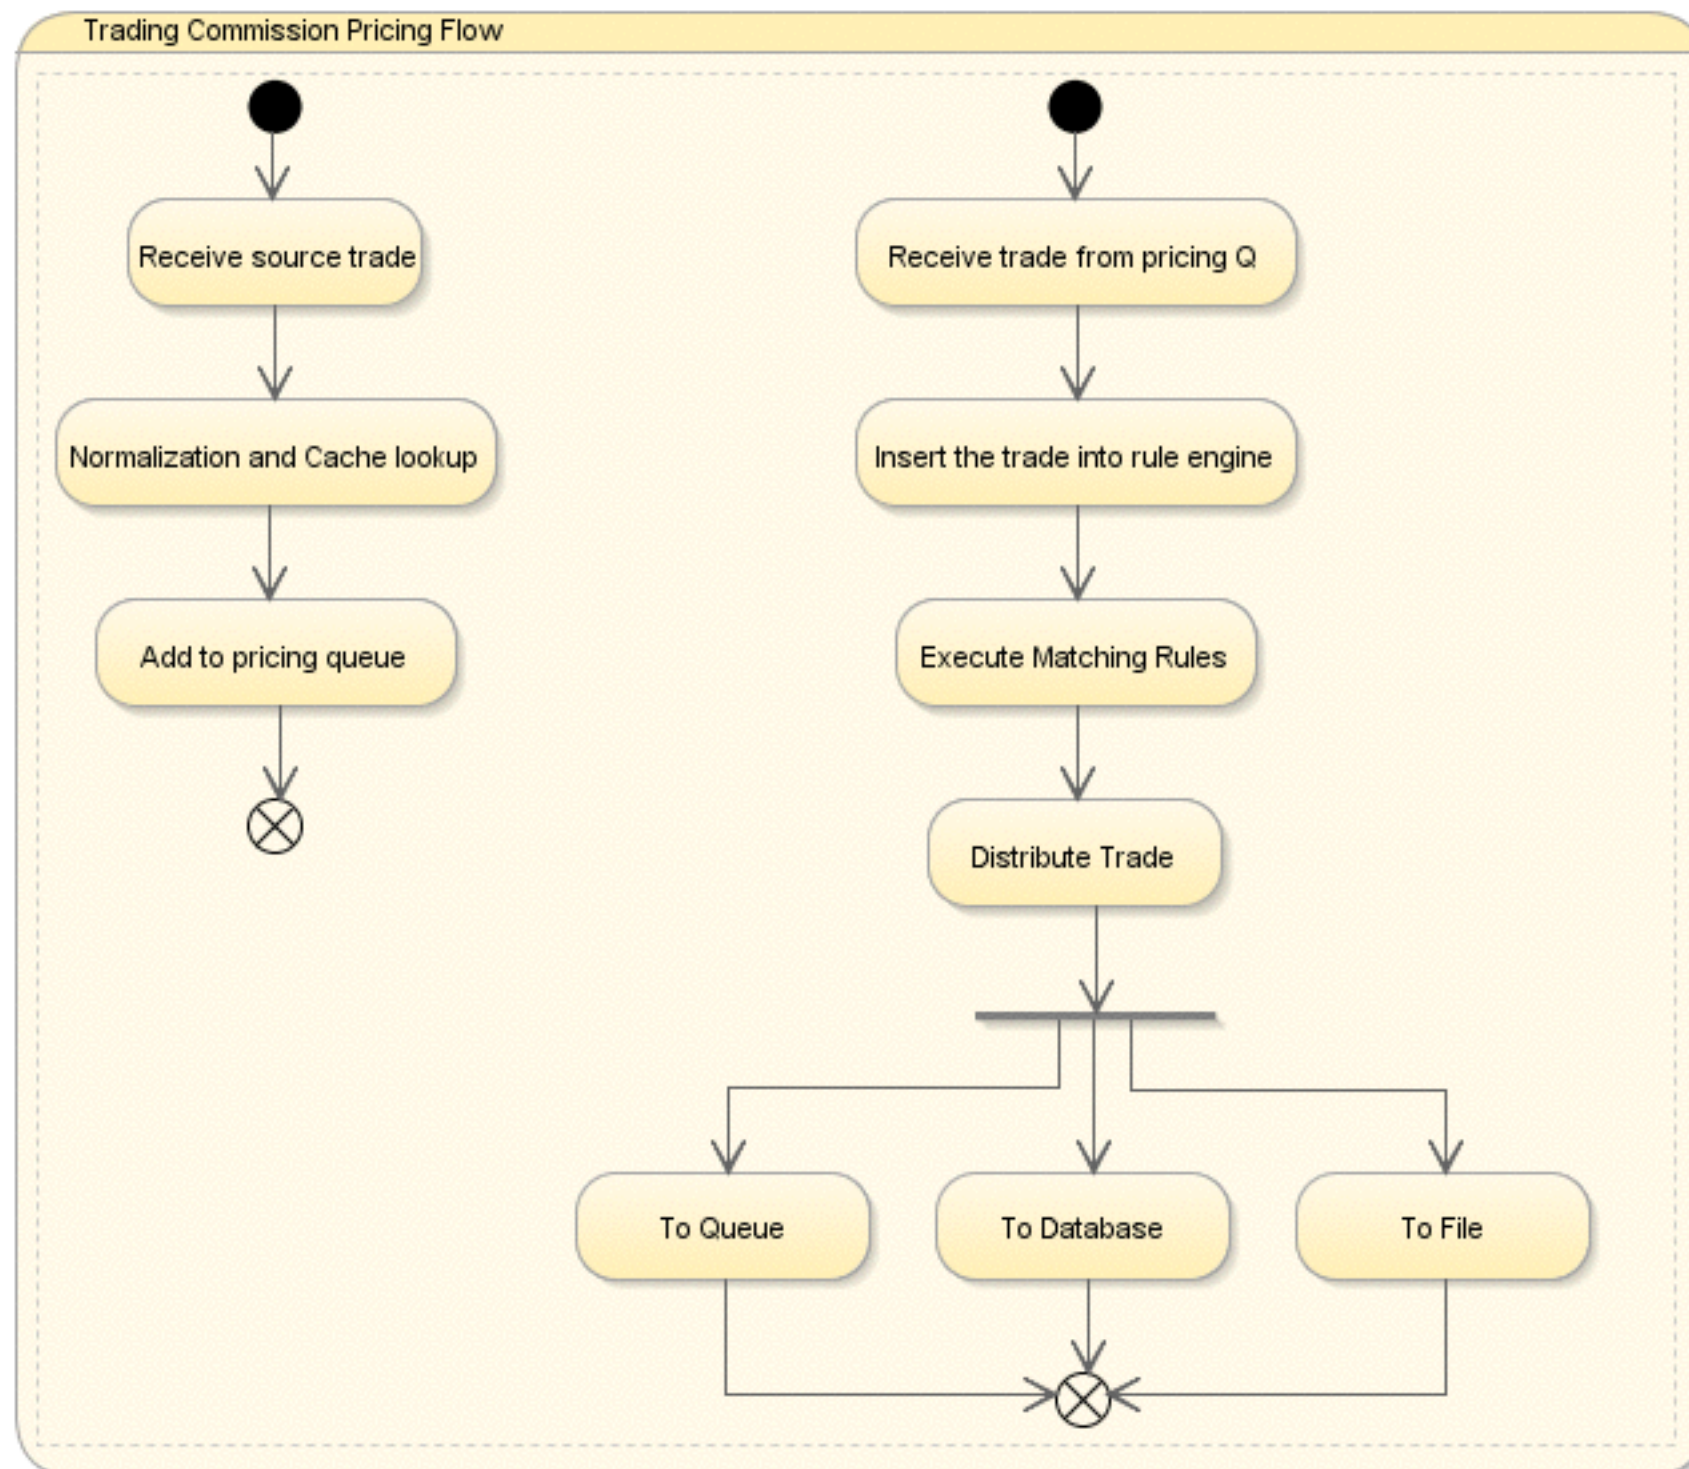 Trading Commission Pricing Flow
Receive source trade
Normalization and Cache lookup
Add to pricing queue
Receive trade from pricing Q
Insert the trade into rule engine
Execute Matching Rules
Distribute Trade
To Queue
To Database
To File